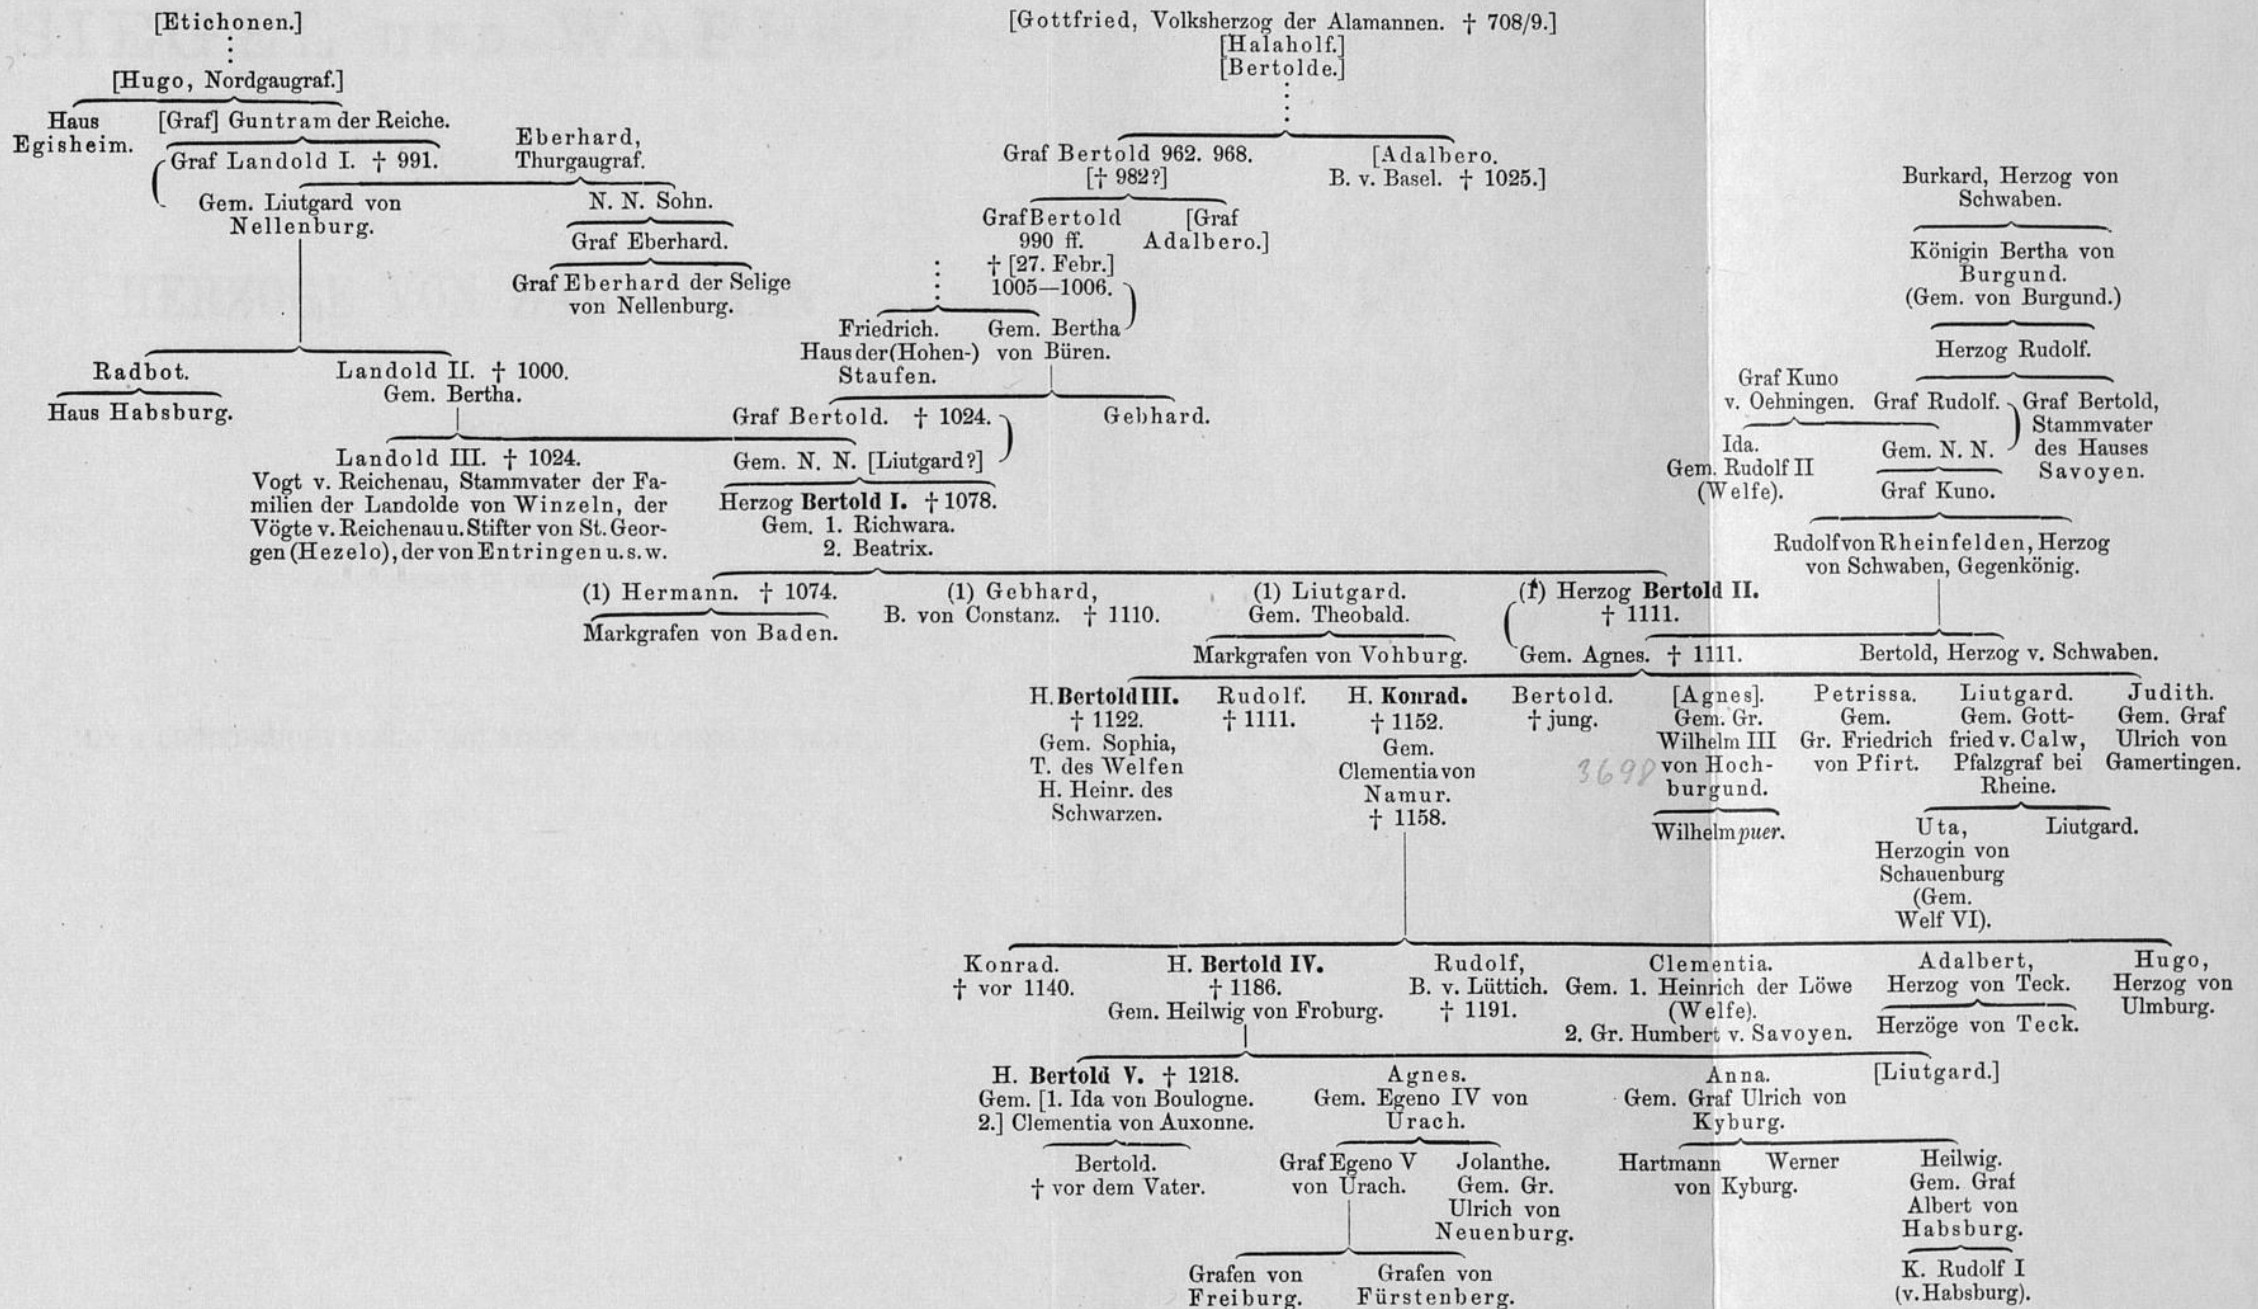 [Etichonen.]
[Hugo, Nordgaugraf.]
Haus
Egisheim.
[Graf] Guntram der Reiche.
Graf Landold I. † 991.
Gem. Liutgard von
Nellenburg.
Eberhard,
Thurgaugraf.
N. N. Sohn.
Graf Eberhard.
Graf Eberhard der Selige
von Nellenburg.
Radbot.
Haus Habsburg.
Landold II. † 1000.
Gem. Bertha.
Landold III. † 1024.
Vogt v. Reichenau, Stammvater der Fa-
milien der Landolde von Winzeln, der
Vögte v. Reichenau u. Stifter von St. Geor-
gen (Hezelo), der von Entringen u. s. w.
[Gottfried, Volksherzog der Alamannen. † 708/9.]
[Halaholf.]
[Bertolde.]
Graf Bertold 962. 968.
[† 982?]
[Adalbero.
B. v. Basel. † 1025.]
Graf Bertold
990 ff.
† [27. Febr.]
1005—1006.
[Graf
Adalbero.]
Friedrich.
Haus der (Hohen-)
Staufen.
Gem. Bertha
von Büren.
Graf Bertold. † 1024.
Gebhard.
Gem. N. N. [Liutgard?]
Herzog Bertold I. † 1078.
Gem. 1. Richwara.
2. Beatrix.
Burkard, Herzog von
Schwaben.
Königin Bertha von
Burgund.
(Gem. von Burgund.)
Herzog Rudolf.
Graf Kuno
v. Oehningen.
Graf Rudolf.
Graf Bertold,
Stammvater
des Hauses
Savoyen.
Ida.
Gem. Rudolf II
(Welfe).
Gem. N. N.
Graf Kuno.
Rudolf von Rheinfelden, Herzog
von Schwaben, Gegenkönig.
(1) Hermann. † 1074.
Markgrafen von Baden.
(1) Gebhard,
B. von Constanz. † 1110.
(1) Liutgard.
Gem. Theobald.
Markgrafen von Vohburg.
(1) Herzog Bertold II.
† 1111.
Gem. Agnes. † 1111.
Bertold, Herzog v. Schwaben.
H. Bertold III.
† 1122.
Gem. Sophia,
T. des Welfen
H. Heinr. des
Schwarzen.
Rudolf.
† 1111.
H. Konrad.
† 1152.
Gem.
Clementia von
Namur.
† 1158.
Bertold.
† jung.
3698
[Agnes].
Gem. Gr.
Wilhelm III
von Hoch-
burgund.
Wilhelm puer.
Petrissa.
Gem.
Gr. Friedrich
von Pfirt.
Liutgard.
Gem. Gott-
fried v. Calw,
Pfalzgraf bei
Rheine.
Judith.
Gem. Graf
Ulrich von
Gamertingen.
Uta,
Herzogin von
Schauenburg
(Gem.
Welf VI).
Liutgard.
Konrad.
† vor 1140.
H. Bertold IV.
† 1186.
Gem. Heilwig von Froburg.
Rudolf,
B. v. Lüttich.
† 1191.
Clementia.
Gem. 1. Heinrich der Löwe
(Welfe).
2. Gr. Humbert v. Savoyen.
Adalbert,
Herzog von Teck.
Herzöge von Teck.
Hugo,
Herzog von
Ulmburg.
H. Bertold V. † 1218.
Gem. [1. Ida von Boulogne.
2.] Clementia von Auxonne.
Agnes.
Gem. Egeno IV von
Urach.
Anna.
Gem. Graf Ulrich von
Kyburg.
[Liutgard.]
Bertold.
† vor dem Vater.
Graf Egeno V
von Urach.
Jolanthe.
Gem. Gr.
Ulrich von
Neuenburg.
Hartmann Werner
von Kyburg.
Heilwig.
Gem. Graf
Albert von
Habsburg.
Grafen von
Freiburg.
Grafen von
Fürstenberg.
K. Rudolf I
(v. Habsburg).